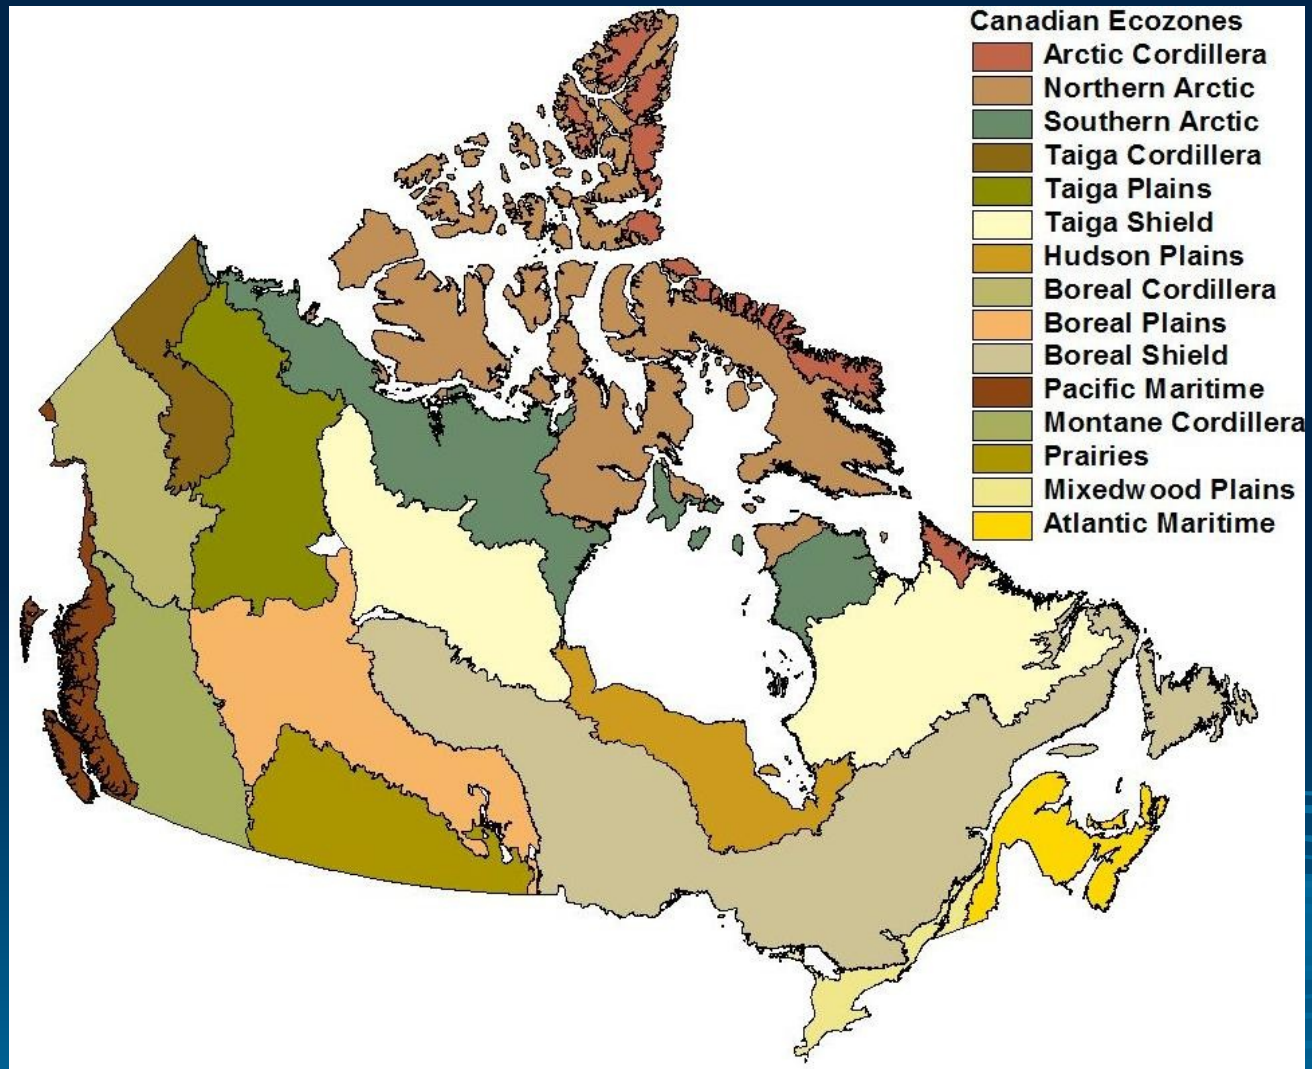 Canadian Ecozones
Arctic Cordillera
Northern Arctic
Southern Arctic
Taiga Cordillera
Taiga Plains
Taiga Shield
Hudson Plains
Boreal Cordillera
Boreal Plains
Boreal Shield
Pacific Maritime
Montane Cordillera
Prairies
Mixedwood Plains
Atlantic Maritime